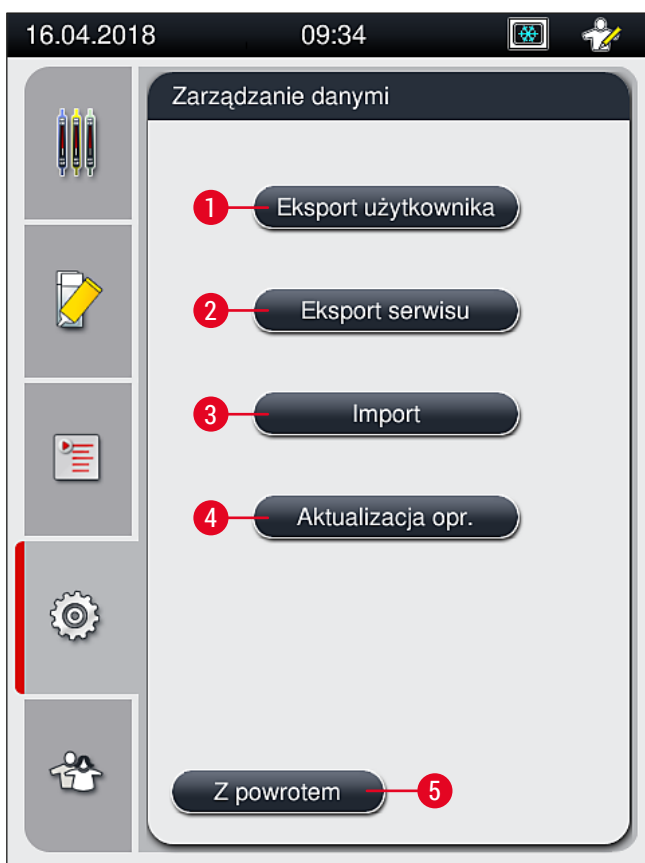 16.04.2018 09:34
Zarządzanie danymi
1 Eksport użytkownika
2 Eksport serwisu
3 Import
4 Aktualizacja opr.
Z powrotem 5